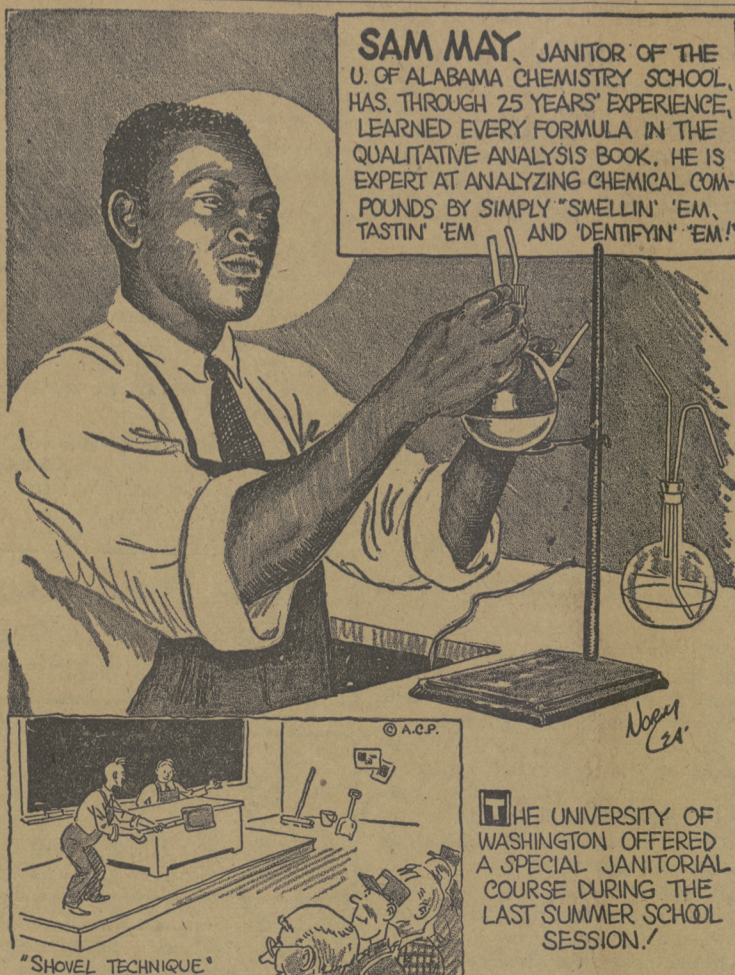 SAM MAY, JANITOR OF THE
U. OF ALABAMA CHEMISTRY SCHOOL,
HAS, THROUGH 25 YEARS' EXPERIENCE,
LEARNED EVERY FORMULA IN THE
QUALITATIVE ANALYSIS BOOK. HE IS
EXPERT AT ANALYZING CHEMICAL COM-
POUNDS BY SIMPLY "SMELLIN' 'EM,
TASTIN' 'EM AND 'DENTIFYIN' 'EM!"
NORM
© A.C.P.
THE UNIVERSITY OF
WASHINGTON OFFERED
A SPECIAL JANITORIAL
COURSE DURING THE
LAST SUMMER SCHOOL
SESSION!
"SHOVEL TECHNIQUE"